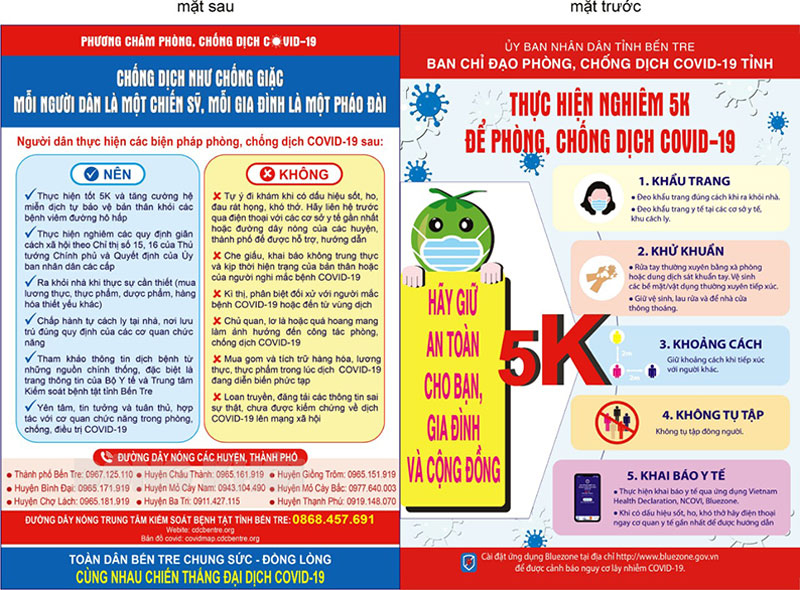 mặt sau
PHƯƠNG CHÂM PHÒNG, CHỐNG DỊCH COVID-19
CHỐNG DỊCH NHƯ CHỐNG GIẶC
MỖI NGƯỜI DÂN LÀ MỘT CHIẾN SỸ, MỖI GIA ĐÌNH LÀ MỘT PHÁO ĐÀI
Người dân thực hiện các biện pháp phòng, chống dịch COVID-19 sau:
NÊN
Thực hiện tốt 5K và tăng cường hệ
miễn dịch tự bảo vệ bản thân khỏi các
bệnh viêm đường hô hấp
Thực hiện nghiêm các quy định giãn
cách xã hội theo Chỉ thị số 15, 16 của Thủ
tướng Chính phủ và Quyết định của Ủy
ban nhân dân các cấp
Ra khỏi nhà khi thực sự cần thiết (mua
lương thực, thực phẩm, dược phẩm, hàng
hóa thiết yếu khác)
Chấp hành tự cách ly tại nhà, nơi lưu
trú đúng quy định của các cơ quan chức
năng
Tham khảo thông tin dịch bệnh từ
những nguồn chính thống, đặc biệt là
trang thông tin của Bộ Y tế và Trung tâm
Kiểm soát bệnh tật tỉnh Bến Tre
Yên tâm, tin tưởng và tuân thủ, hợp
tác với cơ quan chức năng trong phòng,
chống, điều trị COVID-19
KHÔNG
Tự ý đi khám khi có dấu hiệu sốt, ho,
đau rát họng, khó thở. Hãy liên hệ trước
qua điện thoại với các cơ sở y tế gần nhất
hoặc đường dây nóng của các huyện,
thành phố để được hỗ trợ, hướng dẫn
Che giấu, khai báo không trung thực
và kịp thời hiện trạng của bản thân hoặc
của người nghi mắc bệnh COVID-19
Kì thị, phân biệt đối xử với người mắc
bệnh COVID-19 hoặc đến từ vùng dịch
Chủ quan, lơ là hoặc quá hoang mang
làm ảnh hưởng đến công tác phòng,
chống dịch COVID-19
Mua gom và tích trữ hàng hóa, lương
thực, thực phẩm trong lúc dịch COVID-19
đang diễn biến phức tạp
Loan truyền, đăng tải các thông tin sai
sự thật, chưa được kiểm chứng về dịch
COVID-19 lên mạng xã hội
ĐƯỜNG DÂY NÓNG CÁC HUYỆN, THÀNH PHỐ
• Thành phố Bến Tre: 0967.125.110 • Huyện Châu Thành: 0965.161.919 • Huyện Giồng Trôm: 0965.151.919
• Huyện Bình Đại: 0965.171.919 • Huyện Mỏ Cày Nam: 0943.104.490 • Huyện Mỏ Cày Bắc: 0977.640.003
• Huyện Chợ Lách: 0965.181.919 • Huyện Ba Tri: 0911.427.115 • Huyện Thạnh Phú: 0919.148.070
ĐƯỜNG DÂY NÓNG TRUNG TÂM KIỂM SOÁT BỆNH TẬT TỈNH BẾN TRE: 0868.457.691
Website: cdcbentre.org
Bản đồ covid: covidmap.cdcbentre.org
TOÀN DÂN BẾN TRE CHUNG SỨC - ĐỒNG LÒNG
CÙNG NHAU CHIẾN THẮNG ĐẠI DỊCH COVID-19
mặt trước
ỦY BAN NHÂN DÂN TỈNH BẾN TRE
BAN CHỈ ĐẠO PHÒNG, CHỐNG DỊCH COVID-19 TỈNH
THỰC HIỆN NGHIÊM 5K
ĐỂ PHÒNG, CHỐNG DỊCH COVID-19
HÃY GIỮ
AN TOÀN
CHO BẠN,
GIA ĐÌNH
VÀ CỘNG ĐỒNG
5K
1. KHẨU TRANG
• Đeo khẩu trang đúng cách khi ra khỏi nhà.
• Đeo khẩu trang y tế tại các cơ sở y tế,
khu cách ly.
2. KHỬ KHUẨN
• Rửa tay thường xuyên bằng xà phòng
hoặc dung dịch sát khuẩn tay. Vệ sinh
các bề mặt/vật dụng thường xuyên tiếp xúc.
• Giữ vệ sinh, lau rửa và để nhà cửa
thông thoáng.
3. KHOẢNG CÁCH
Giữ khoảng cách khi tiếp xúc
với người khác.
2m
2m
4. KHÔNG TỤ TẬP
Không tụ tập đông người.
5. KHAI BÁO Y TẾ
• Thực hiện khai báo y tế qua ứng dụng Vietnam
Health Declaration, NCOVI, Bluezone.
• Khi có dấu hiệu sốt, ho, khó thở hãy điện thoại
ngay cơ quan y tế gần nhất để được hướng dẫn
Cài đặt ứng dụng Bluezone tại địa chỉ http://www.bluezone.gov.vn
để được cảnh báo nguy cơ lây nhiễm COVID-19.